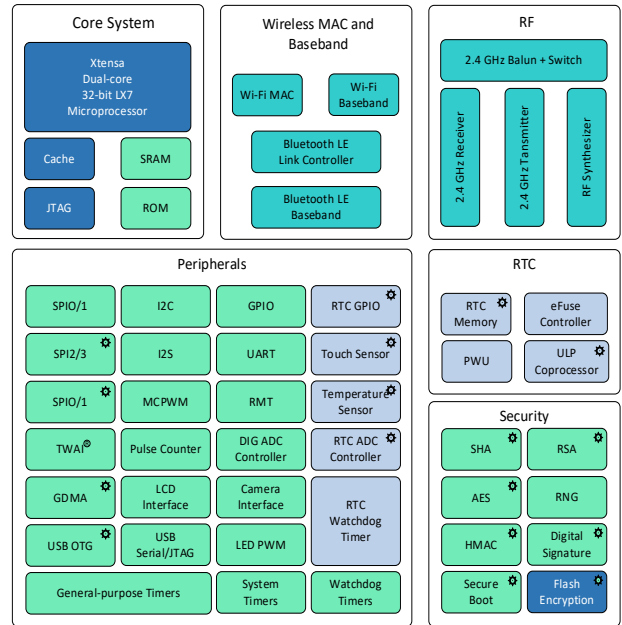 Core System
Xtensa
Dual-core
32-bit LX7
Microprocessor
Cache
SRAM
JTAG
ROM
Wireless MAC and
Baseband
Wi-Fi MAC
Wi-Fi
Baseband
Bluetooth LE
Link Controller
Bluetooth LE
Baseband
RF
2.4 GHz Balun + Switch
2.4 GHz Receiver
2.4 GHz Transmitter
RF Synthesizer
Peripherals
SPI0/1
I2C
GPIO
RTC GPIO
SPI2/3
I2S
UART
Touch Sensor
SPI0/1
MCPWM
RMT
Temperature
Sensor
TWAI®
Pulse Counter
DIG ADC
Controller
RTC ADC
Controller
GDMA
LCD
Interface
Camera
Interface
RTC
Watchdog
Timer
USB OTG
USB
Serial/JTAG
LED PWM
General-purpose Timers
System
Timers
Watchdog
Timers
RTC
RTC
Memory
eFuse
Controller
PWU
ULP
Coprocessor
Security
SHA
RSA
AES
RNG
HMAC
Digital
Signature
Secure
Boot
Flash
Encryption